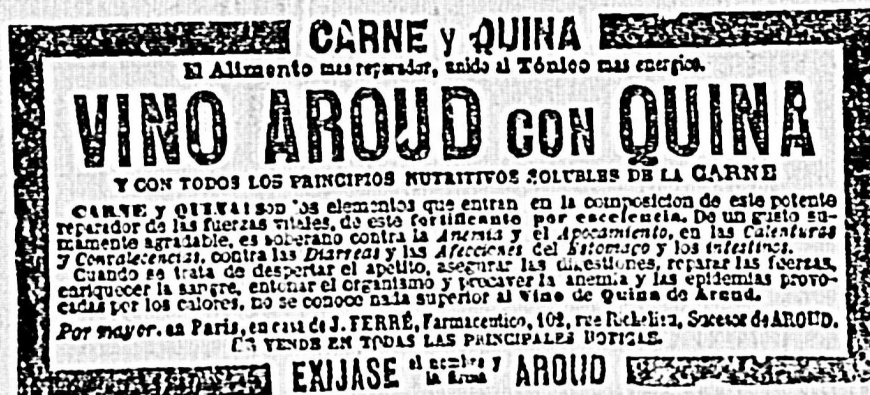 CARNE y QUINA
El Alimento mas reparador, unido al Tónico mas energico.
VINO AROUD CON QUINA
Y CON TODOS LOS PRINCIPIOS NUTRITIVOS SOLUBLES DE LA CARNE
CARNE y QUINA! son los elementos que entran en la composicion de este potente
reparador de las fuerzas vitales, de este fortificante por escelencia. De un gusto su-
mamente agradable, es soberano contra la Anemia y el Apocamiento, en las Calenturas
y Convalecencias, contra las Diarreas y las Afecciones del Estomaco y los intestinos.
Cuando se trata de despertar el apetito, asegurar las digestiones, reparar las fuerzas,
enriquecer la sangre, entonar el organismo y precaver la anemia y las epidemias provo-
cadas por los calores, no se conoce nada superior al Vino de Quina de Aroud.
Por mayor, en Paris, en casa de J. FERRÉ, Farmaceutico, 102, rue Richelieu, Sucesor de AROUD.
SE VENDE EN TODAS LAS PRINCIPALES BOTICAS.
EXIJASE el nombre y la firma AROUD